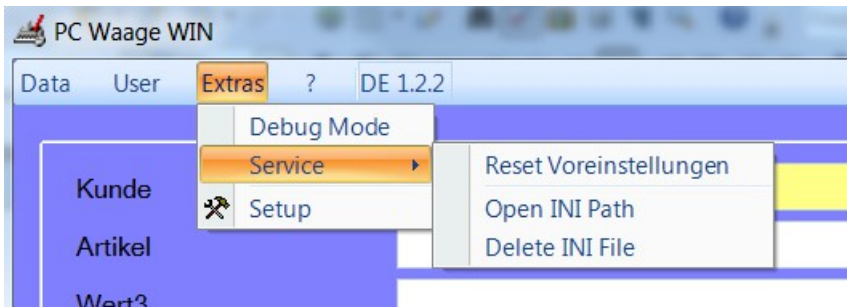 PC Waage WIN
Data User Extras ? DE 1.2.2
Debug Mode
Service
Reset Voreinstellungen
Kunde
Setup
Open INI Path
Artikel
Delete INI File
Wert3